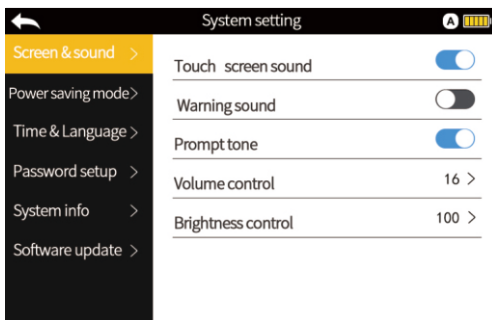 System setting
A
Screen & sound >
Power saving mode>
Time & Language >
Password setup >
System info >
Software update >
Touch screen sound
Warning sound
Prompt tone
Volume control 16 >
Brightness control 100 >